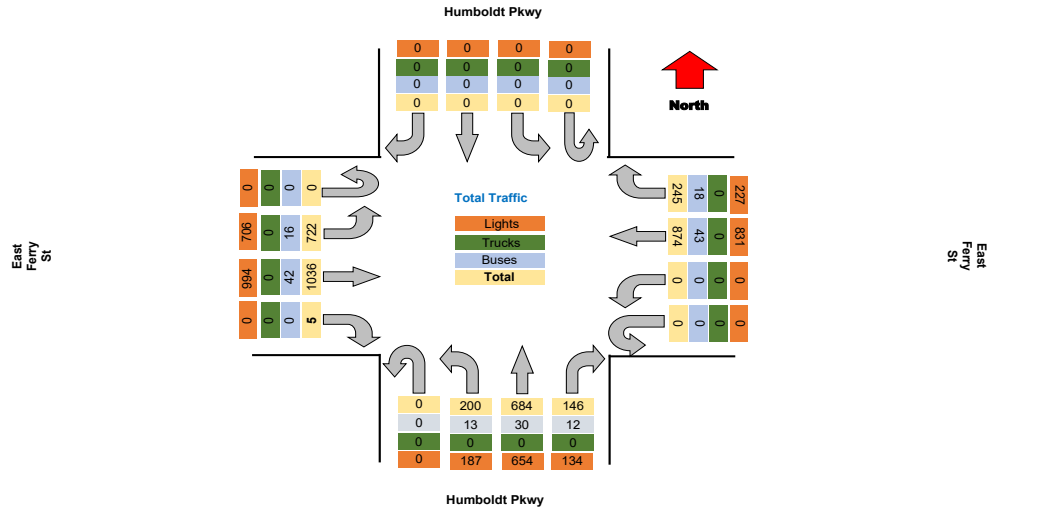 Humboldt Pkwy
0 0 0 0
0 0 0 0
0 0 0 0
0 0 0 0
North
0 0 0 0
706 0 16 722
994 0 42 1036
0 0 0 5
East
Ferry
St
Total Traffic
Lights
Trucks
Buses
Total
245 18 0 227
874 43 0 831
0 0 0 0
0 0 0 0
East
Ferry
St
0 200 684 146
0 13 30 12
0 0 0 0
0 187 654 134
Humboldt Pkwy